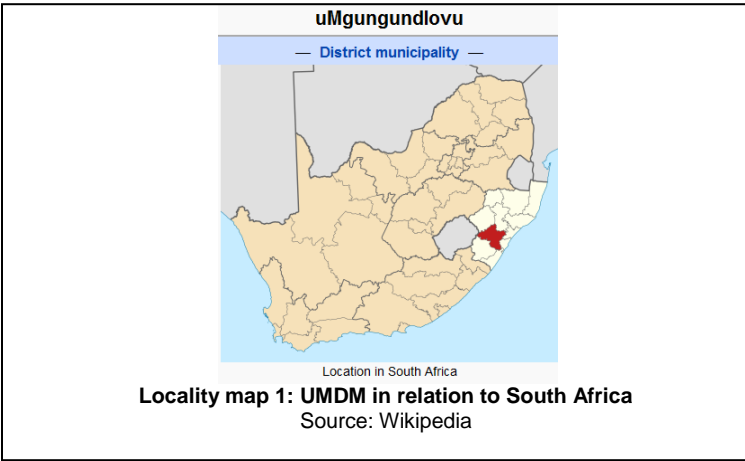 uMgungundlovu
— District municipality —
Location in South Africa
Locality map 1: UMDM in relation to South Africa
Source: Wikipedia